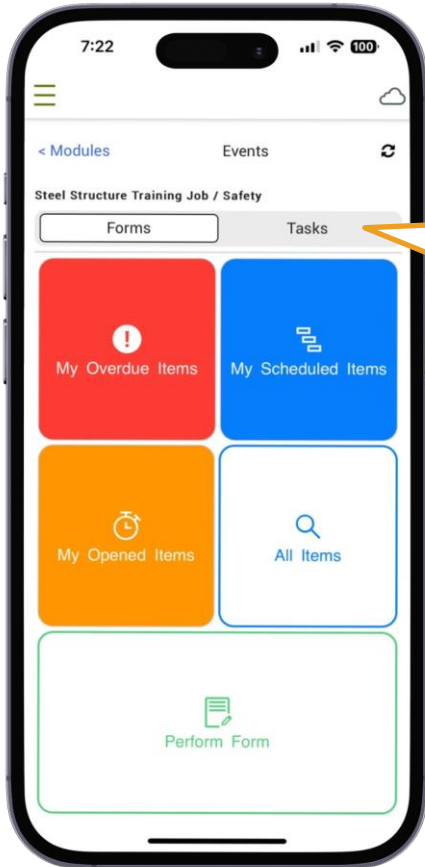 7:22
100
< Modules
Events
Steel Structure Training Job / Safety
Forms
Tasks
!
My Overdue Items
My Scheduled Items
My Opened Items
All Items
Perform Form